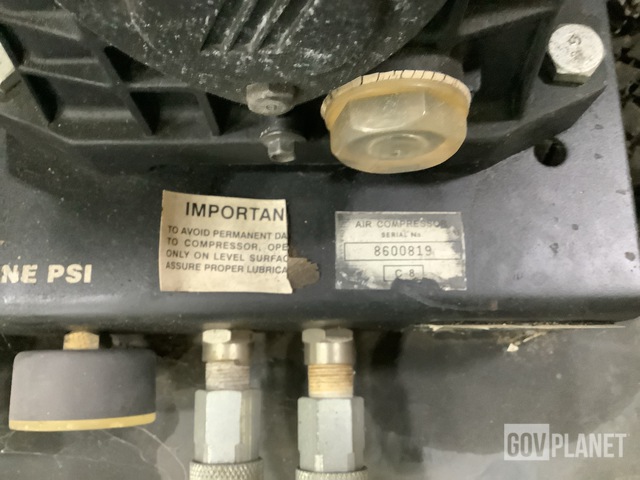 IMPORTAN
TO AVOID PERMANENT DA
TO COMPRESSOR, OPE
ONLY ON LEVEL SURFAC
ASSURE PROPER LUBRICA
AIR COMPRESSO
SERIAL No
8600819
C 8
NE PSI
GOVPLANET